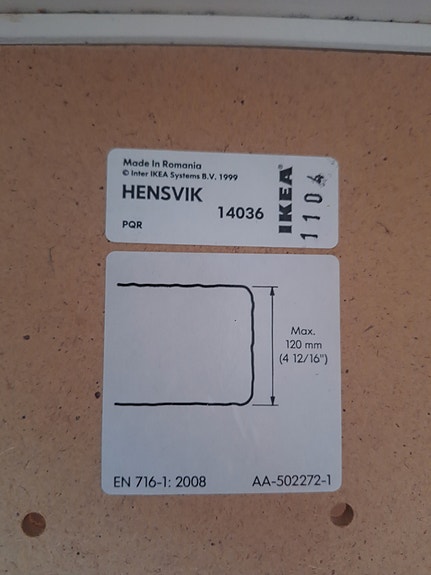 Made In Romania
© Inter IKEA Systems B.V. 1999
HENSVIK
14036
PQR
IKEA®
1104
Max.
120 mm
(4 12/16")
EN 716-1: 2008
AA-502272-1